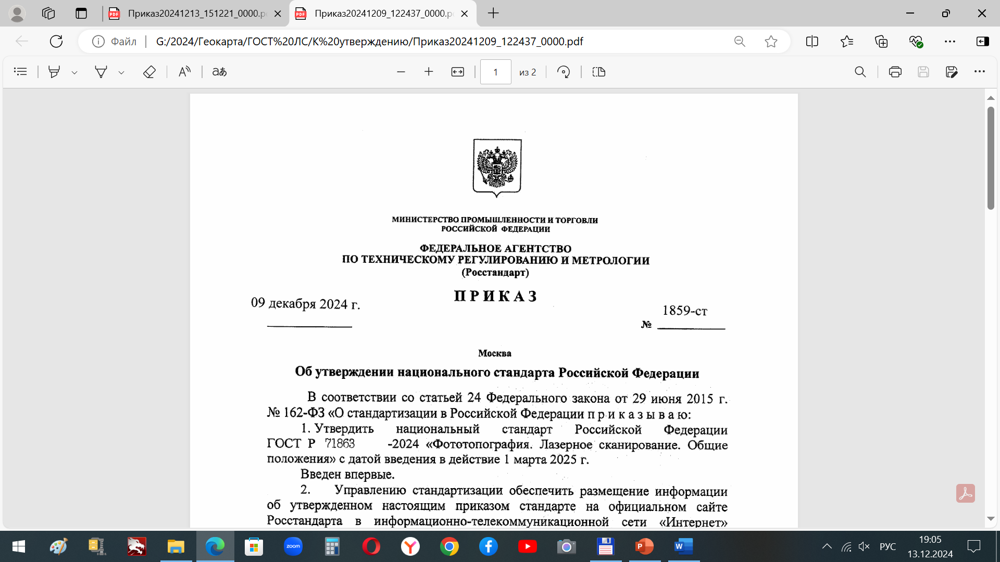 Приказ20241213_151221_0000.p
Приказ20241209_122437_0000.p
Файл
G:/2024/Геокарта/ГОСТ%20ЛС/К%20утверждению/Приказ20241209_122437_0000.pdf
1 из 2
МИНИСТЕРСТВО ПРОМЫШЛЕННОСТИ И ТОРГОВЛИ
РОССИЙСКОЙ ФЕДЕРАЦИИ
ФЕДЕРАЛЬНОЕ АГЕНТСТВО
ПО ТЕХНИЧЕСКОМУ РЕГУЛИРОВАНИЮ И МЕТРОЛОГИИ
(Росстандарт)
П Р И К А З
09 декабря 2024 г.
1859-ст
№
Москва
Об утверждении национального стандарта Российской Федерации
В соответствии со статьей 24 Федерального закона от 29 июня 2015 г.
№ 162-ФЗ «О стандартизации в Российской Федерации п р и к а з ы в а ю:
1. Утвердить национальный стандарт Российской Федерации
ГОСТ Р 71863 -2024 «Фототопография. Лазерное сканирование. Общие
положения» с датой введения в действие 1 марта 2025 г.
Введен впервые.
2. Управлению стандартизации обеспечить размещение информации
об утвержденном настоящим приказом стандарте на официальном сайте
Росстандарта в информационно-телекоммуникационной сети «Интернет»
zoom
РУС
19:05
13.12.2024